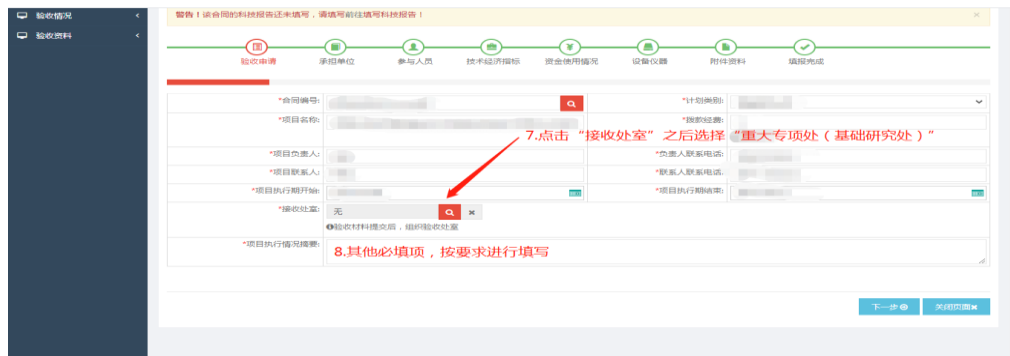 验收情况
验收资料
警告！该合同的科技报告还未填写，请填写前往填写科技报告！
验收申请 承担单位 参与人员 技术经济指标 资金使用情况 设备仪器 附件资料 填报完成
*合同编号: *计划类别:
*项目名称: *拨款经费:
7.点击“接收处室”之后选择“重大专项处（基础研究处）”
*项目负责人: *负责人联系电话:
*项目联系人: *联系人联系电话:
*项目执行期开始: *项目执行期结束:
*接收处室: 无
验收材料提交后，组织验收处室
*项目执行情况摘要:
8.其他必填项，按要求进行填写
下一步 关闭页面